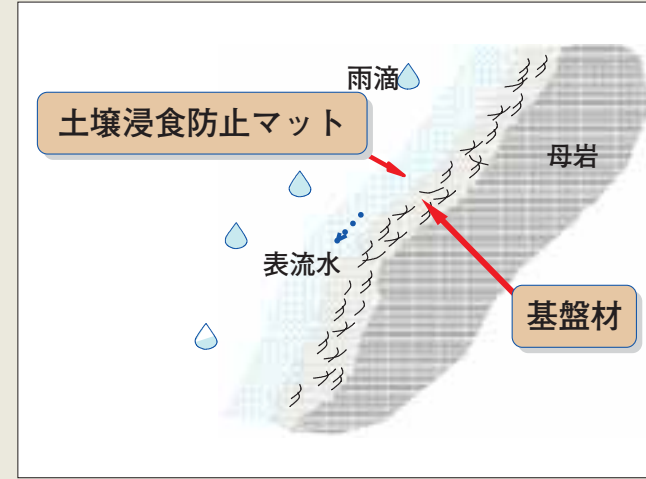 雨滴
土壌浸食防止マット
母岩
表流水
基盤材